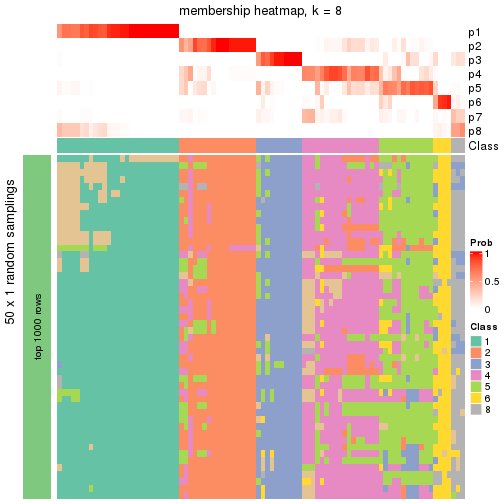 membership heatmap, k = 8
p1
p2
p3
p4
p5
p6
p7
p8
Class
50 x 1 random samplings
top 1000 rows
Prob
1
0.5
0
Class
1
2
3
4
5
6
8